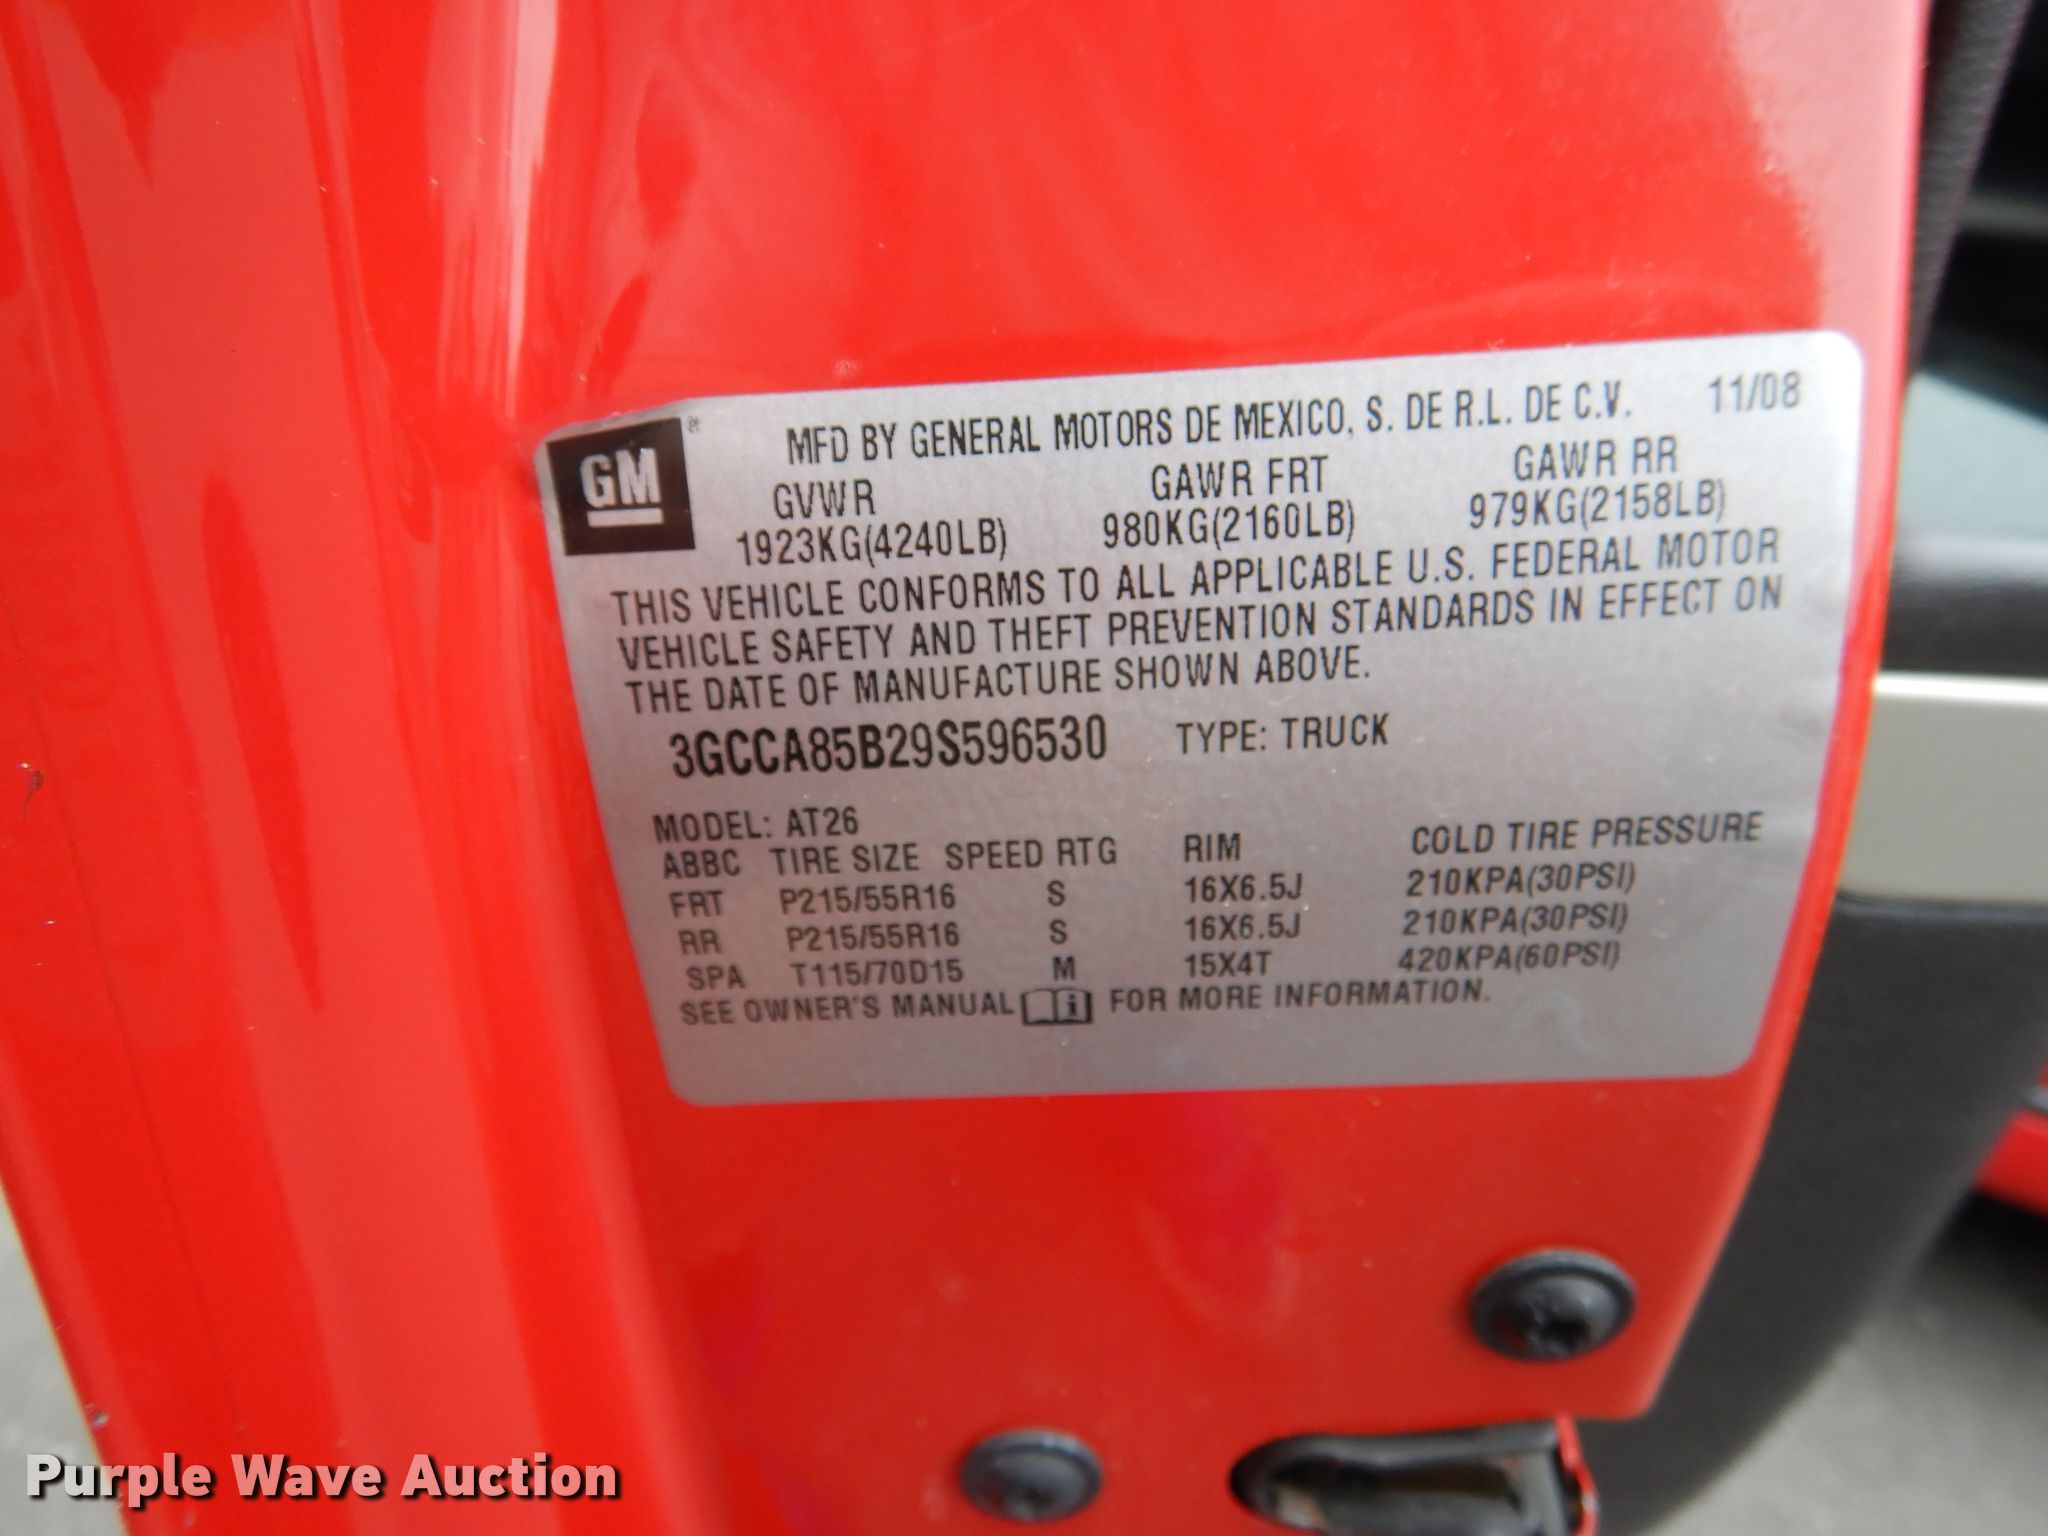 GM
MFD BY GENERAL MOTORS DE MEXICO, S. DE R.L. DE C.V. 11/08
GVWR GAWR FRT GAWR RR
1923KG(4240LB) 980KG(2160LB) 979KG(2158LB)
THIS VEHICLE CONFORMS TO ALL APPLICABLE U.S. FEDERAL MOTOR
VEHICLE SAFETY AND THEFT PREVENTION STANDARDS IN EFFECT ON
THE DATE OF MANUFACTURE SHOWN ABOVE.
3GCCA85B29S596530 TYPE: TRUCK
MODEL: AT26
ABBC TIRE SIZE SPEED RTG RIM COLD TIRE PRESSURE
FRT P215/55R16 S 16X6.5J 210KPA(30PSI)
RR P215/55R16 S 16X6.5J 210KPA(30PSI)
SPA T115/70D15 M 15X4T 420KPA(60PSI)
SEE OWNER'S MANUAL i FOR MORE INFORMATION.
Purple Wave Auction